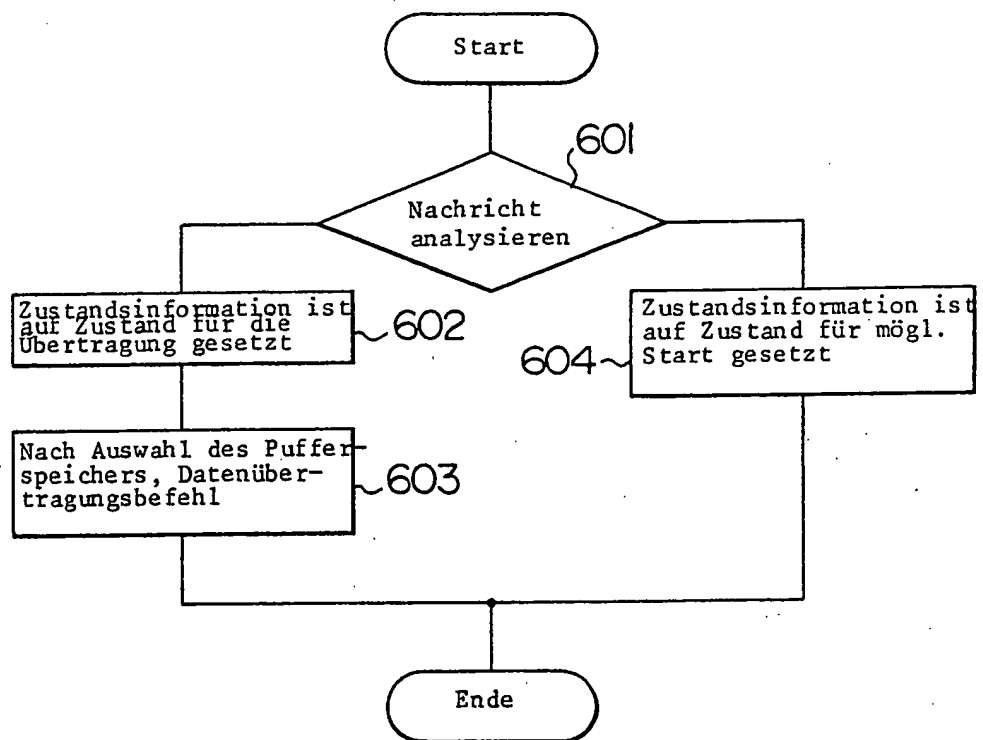 Start
601
Nachricht
analysieren
Zustandsinformation ist
auf Zustand für die
Übertragung gesetzt
602
Nach Auswahl des Puffer-
speichers, Datenüber-
tragungsbefehl
603
Zustandsinformation ist
auf Zustand für mögl.
Start gesetzt
604
Ende